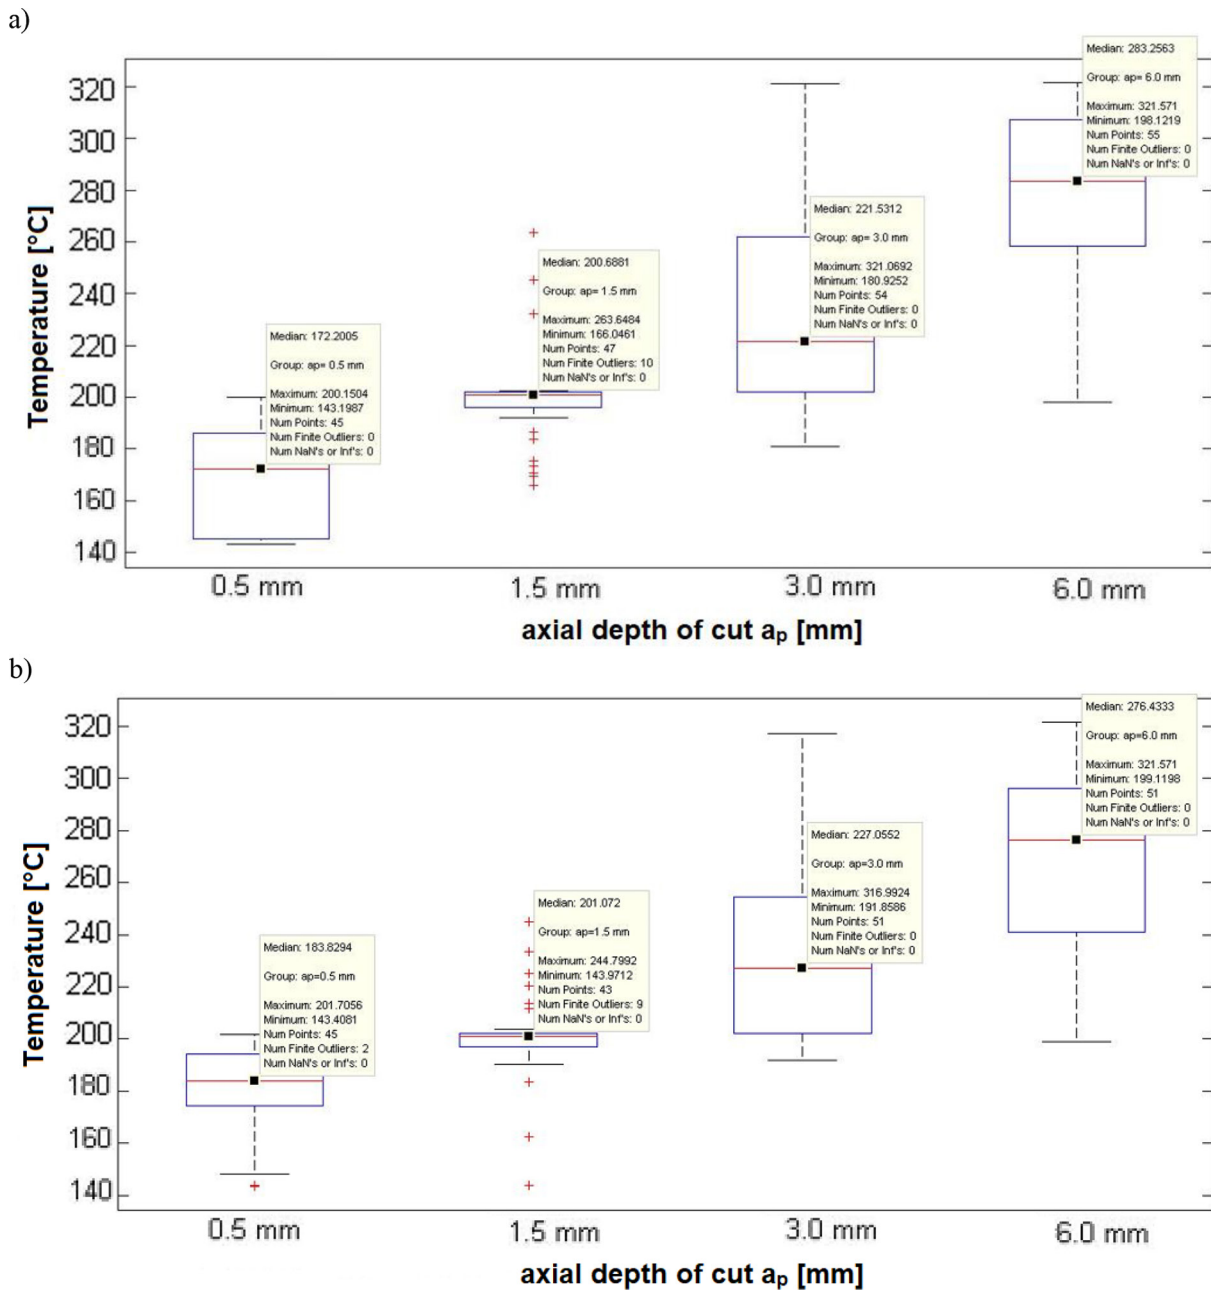 a)
Temperature [°C]
320
300
280
260
240
220
200
180
160
140
Median: 172.2005
Group: ap= 0.5 mm
Maximum: 200.1504
Minimum: 143.1987
Num Points: 45
Num Finite Outliers: 0
Num NaN's or Inf's: 0
Median: 200.6881
Group: ap= 1.5 mm
Maximum: 263.6484
Minimum: 166.0461
Num Points: 47
Num Finite Outliers: 10
Num NaN's or Inf's: 0
Median: 221.5312
Group: ap= 3.0 mm
Maximum: 321.0692
Minimum: 180.9252
Num Points: 54
Num Finite Outliers: 0
Num NaN's or Inf's: 0
Median: 283.2563
Group: ap= 6.0 mm
Maximum: 321.571
Minimum: 198.1219
Num Points: 55
Num Finite Outliers: 0
Num NaN's or Inf's: 0
0.5 mm
1.5 mm
3.0 mm
6.0 mm
axial depth of cut aₚ [mm]
b)
Temperature [°C]
320
300
280
260
240
220
200
180
160
140
Median: 183.8294
Group: ap=0.5 mm
Maximum: 201.7056
Minimum: 143.4081
Num Points: 45
Num Finite Outliers: 2
Num NaN's or Inf's: 0
Median: 201.072
Group: ap=1.5 mm
Maximum: 244.7992
Minimum: 143.9712
Num Points: 43
Num Finite Outliers: 9
Num NaN's or Inf's: 0
Median: 227.0552
Group: ap=3.0 mm
Maximum: 316.9924
Minimum: 191.8586
Num Points: 51
Num Finite Outliers: 0
Num NaN's or Inf's: 0
Median: 276.4333
Group: ap=6.0 mm
Maximum: 321.571
Minimum: 199.1198
Num Points: 51
Num Finite Outliers: 0
Num NaN's or Inf's: 0
0.5 mm
1.5 mm
3.0 mm
6.0 mm
axial depth of cut aₚ [mm]